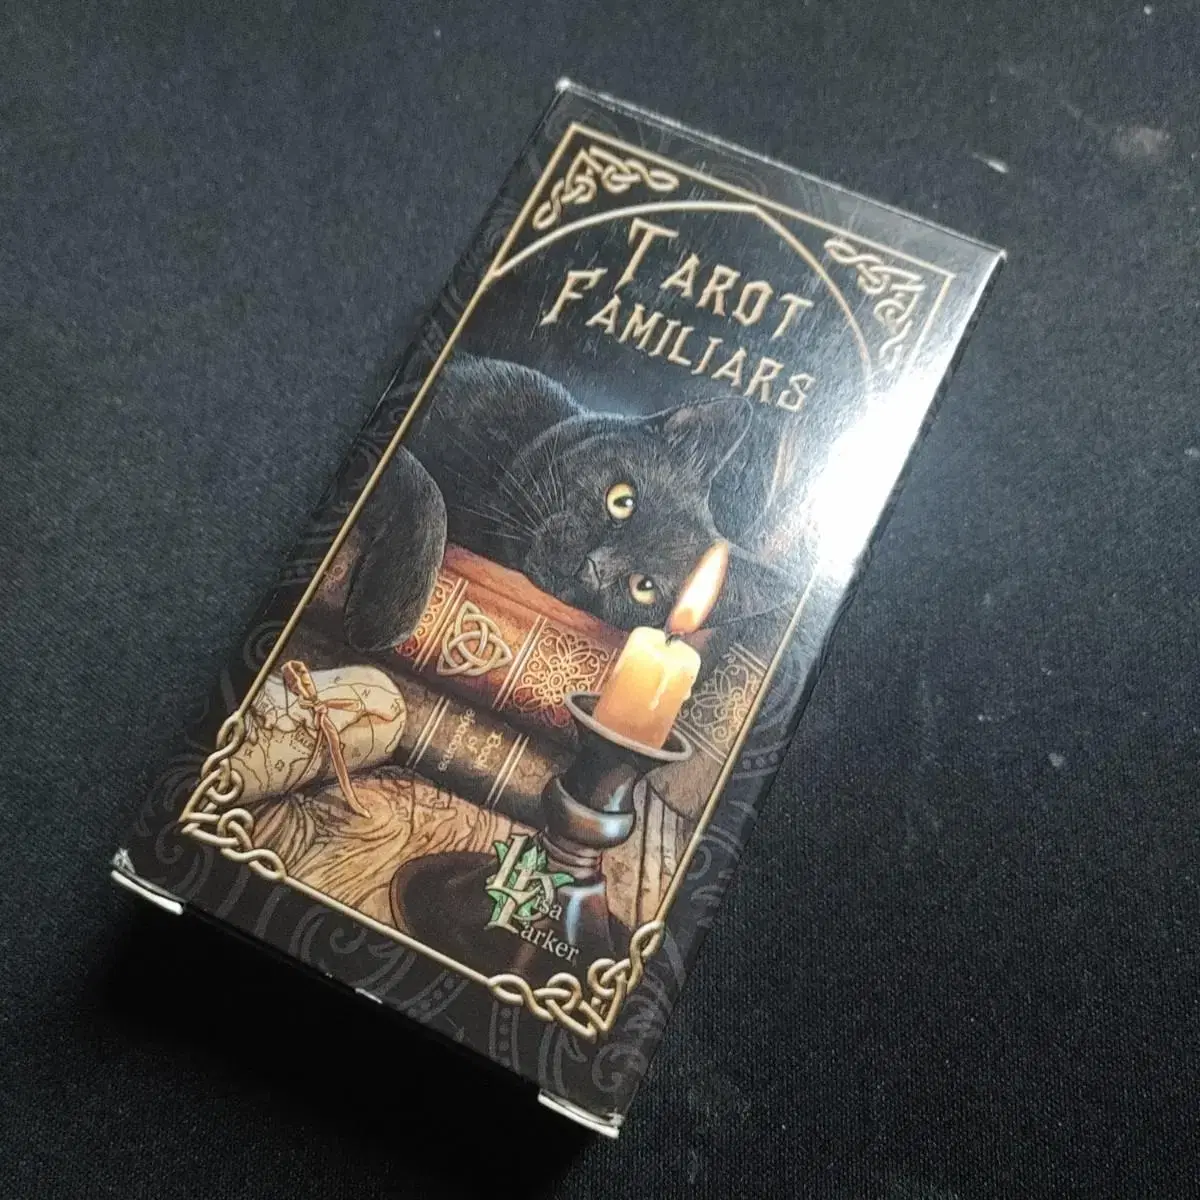 TAROT
FAMILIARS
Book
of
Shadows
Lisa
Parker